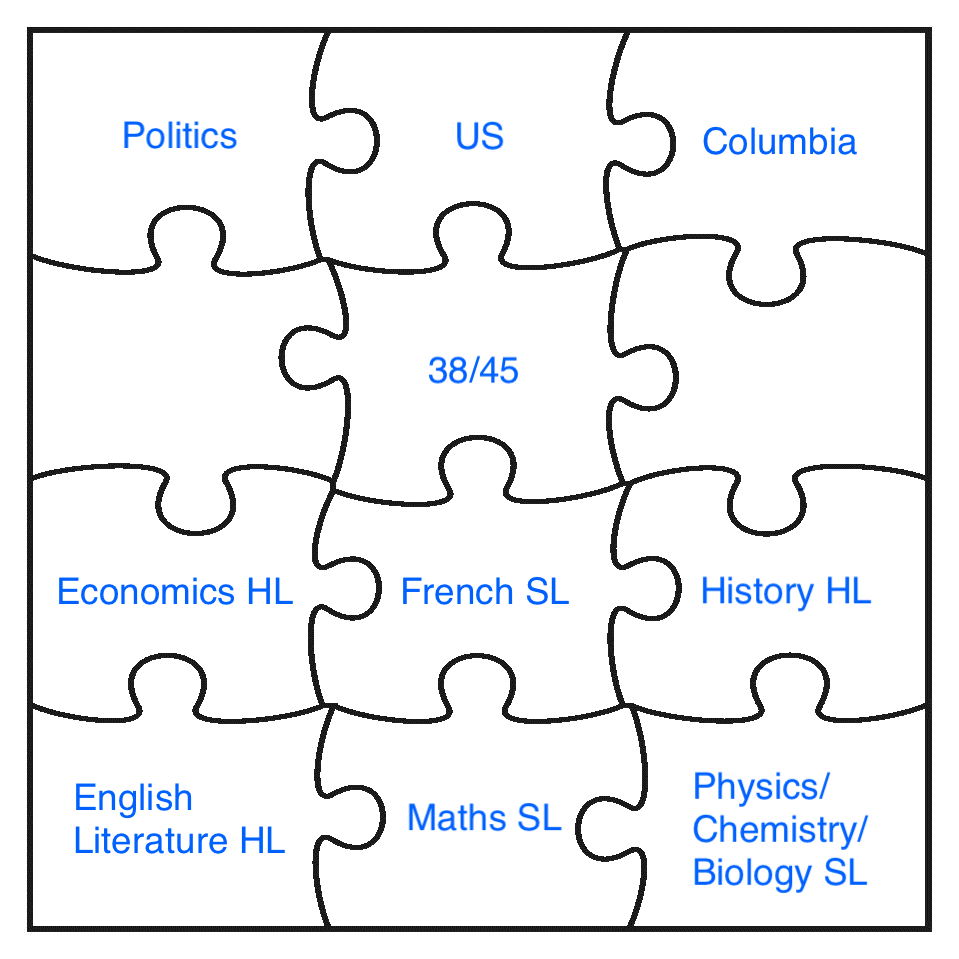 Politics
US
Columbia
38/45
Economics HL
French SL
History HL
English
Literature HL
Maths SL
Physics/
Chemistry/
Biology SL